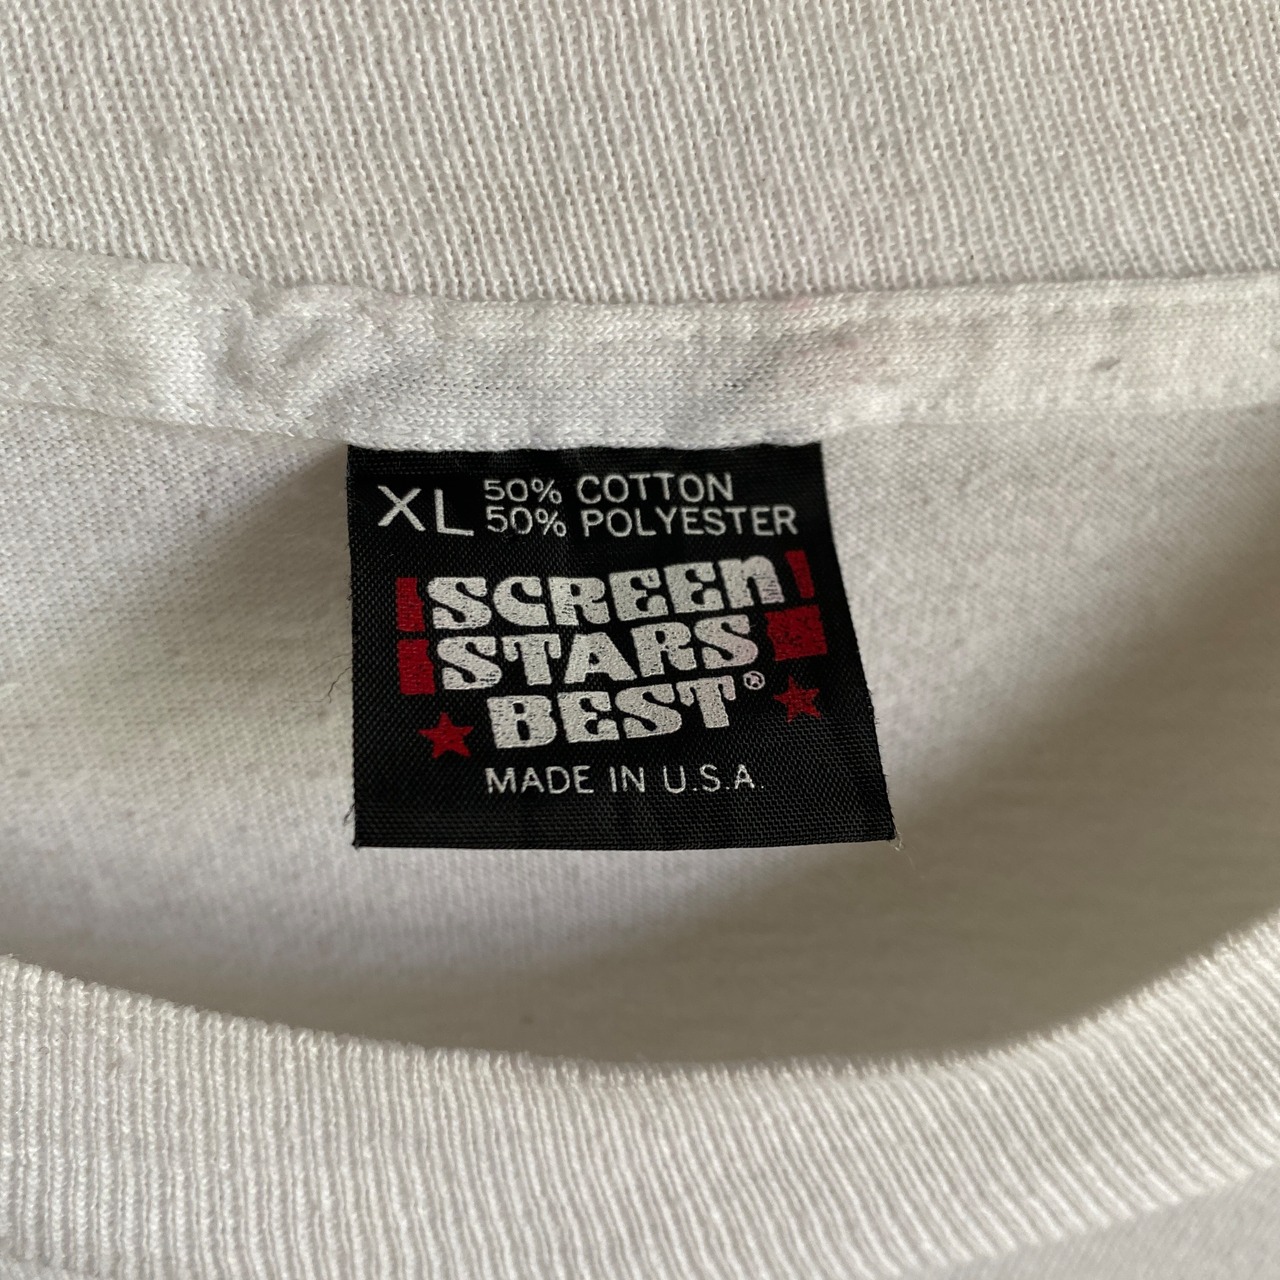 XL 50% COTTON
50% POLYESTER
SCREEn
STARS
BEST®
MADE IN U.S.A.